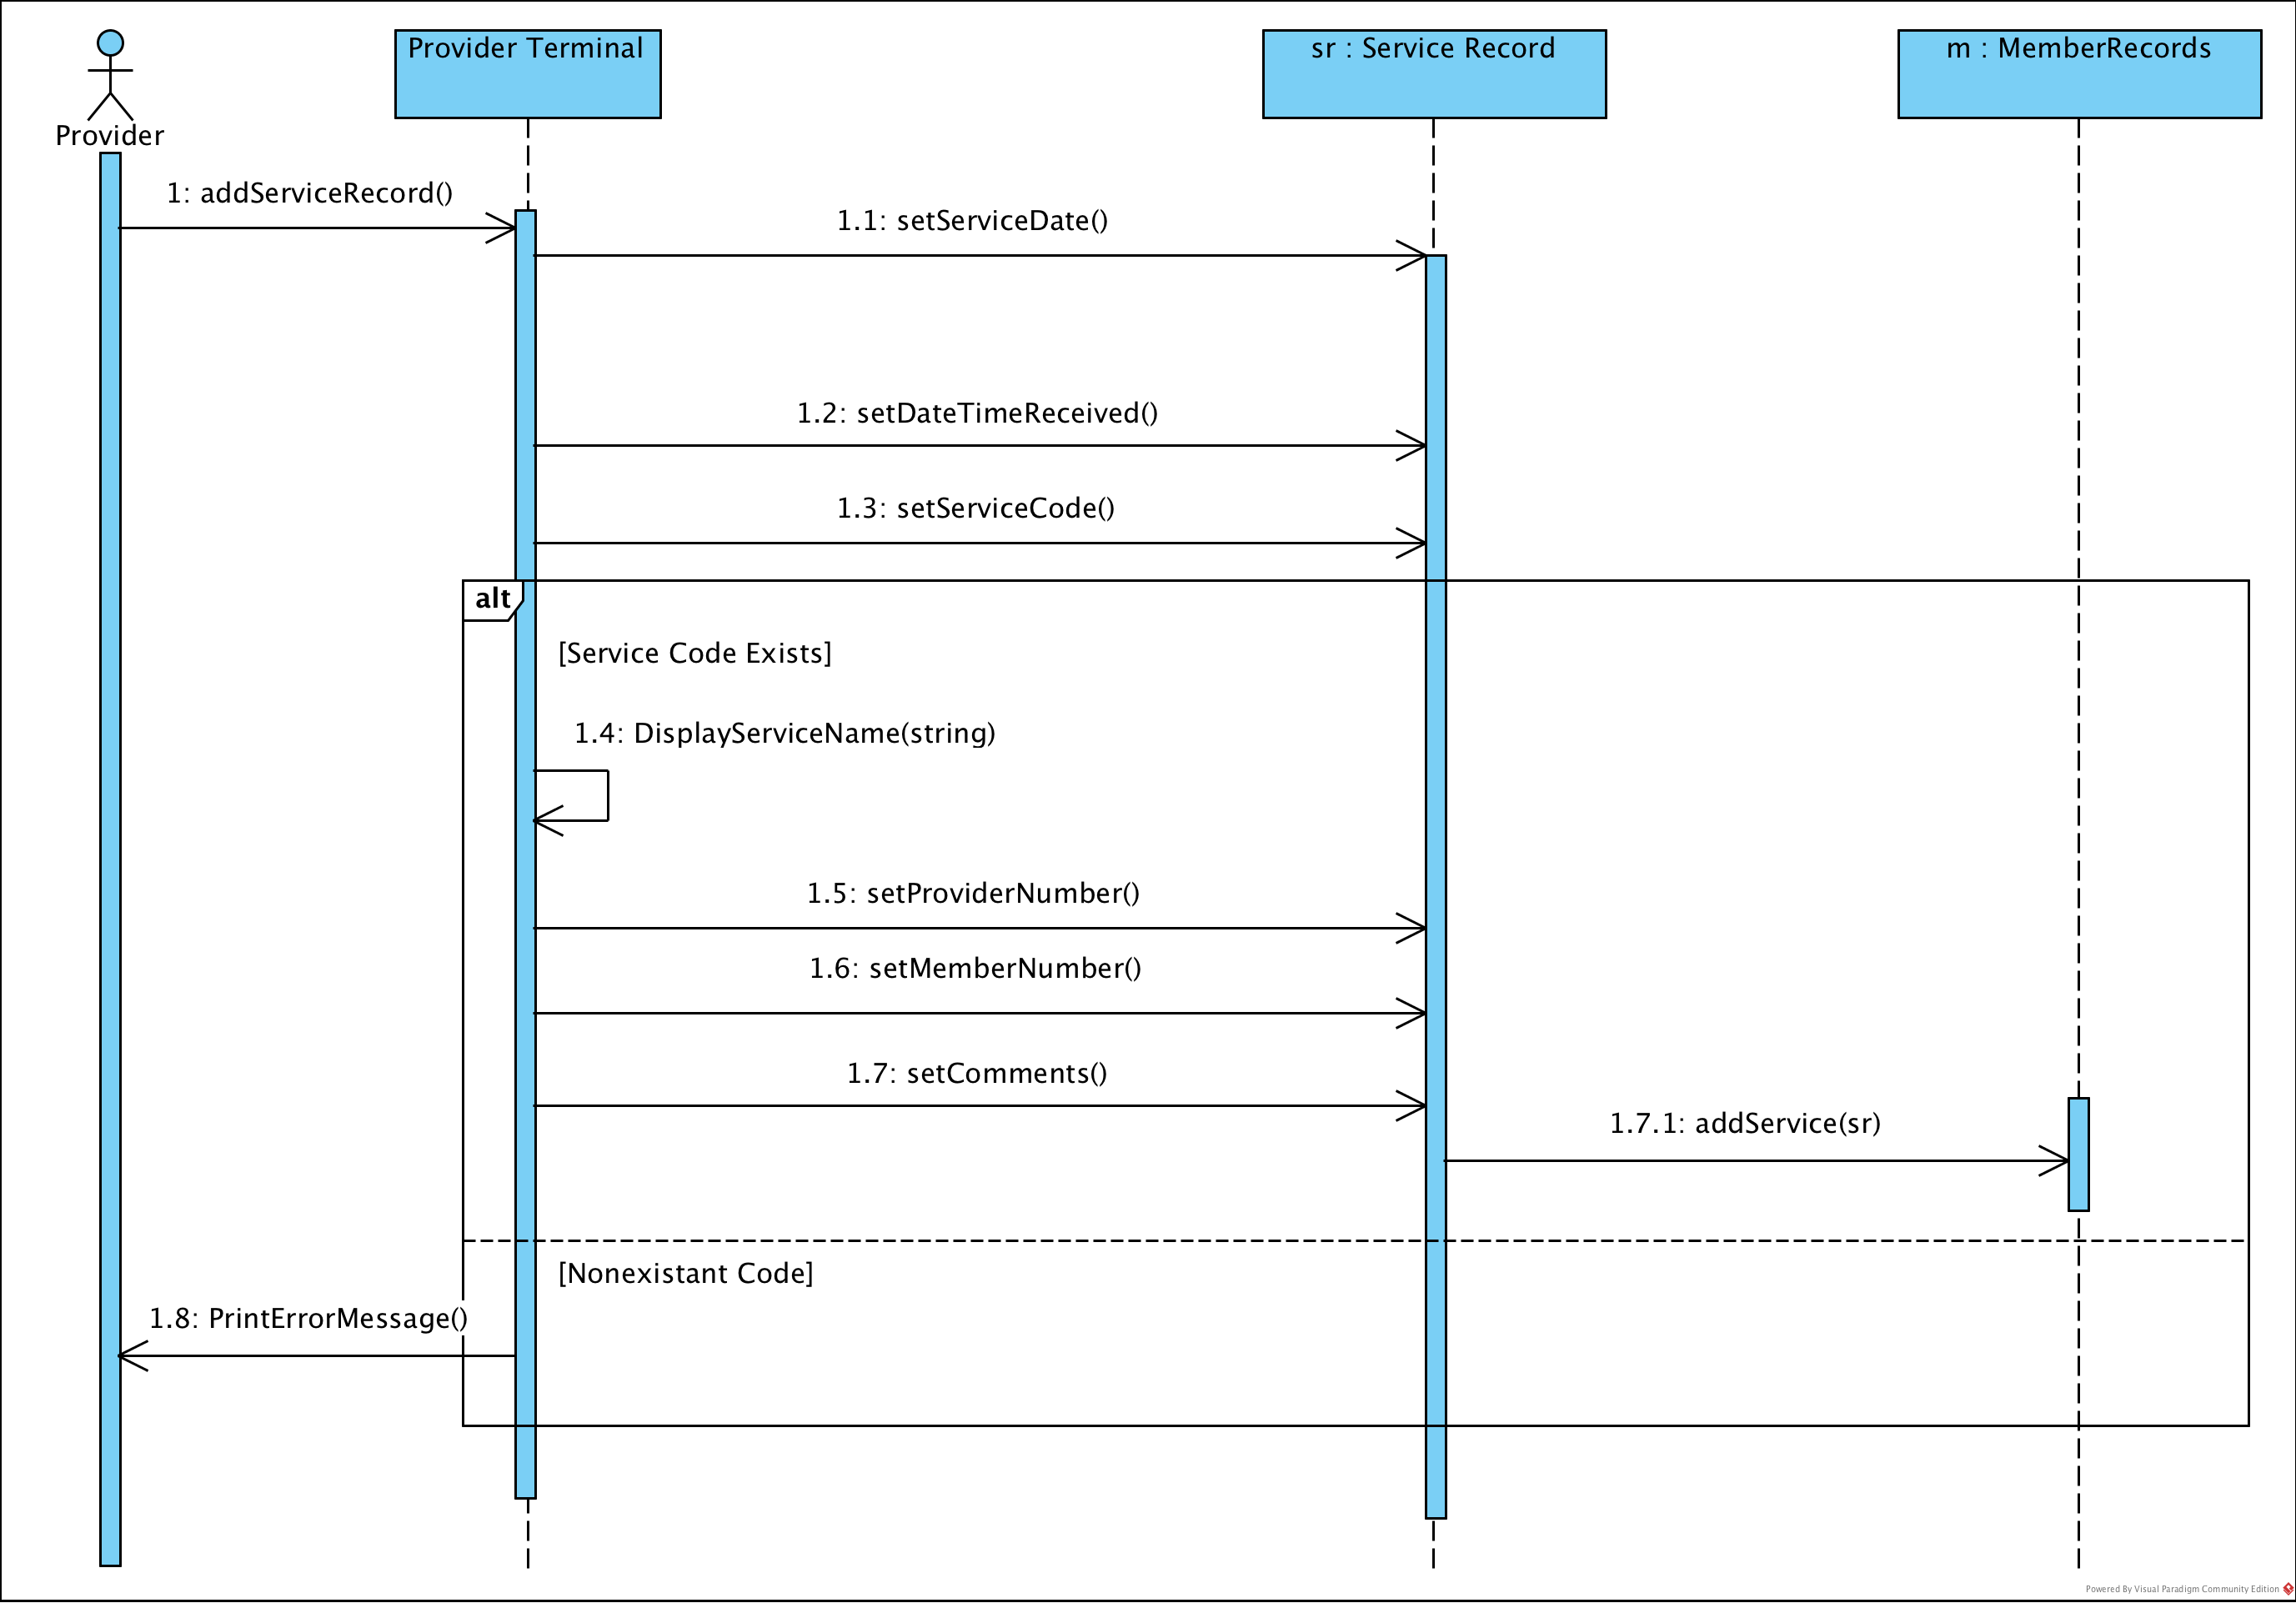 Provider Terminal
sr : Service Record
m : MemberRecords
Provider
1: addServiceRecord()
1.1: setServiceDate()
1.2: setDateTimeReceived()
1.3: setServiceCode()
alt
[Service Code Exists]
1.4: DisplayServiceName(string)
1.5: setProviderNumber()
1.6: setMemberNumber()
1.7: setComments()
1.7.1: addService(sr)
[Nonexistant Code]
1.8: PrintErrorMessage()
Powered By Visual Paradigm Community Edition